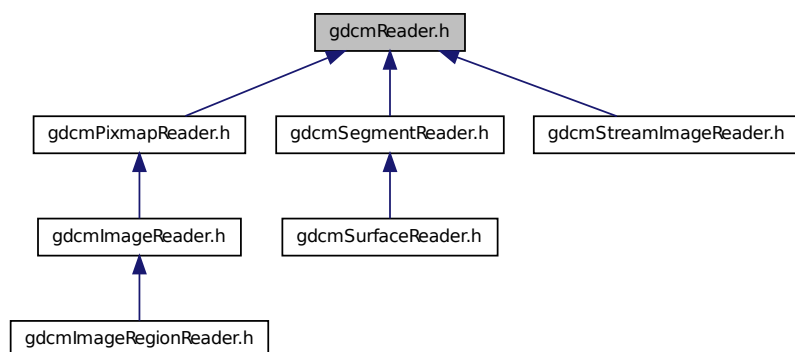 gdcmReader.h
gdcmPixmapReader.h
gdcmSegmentReader.h
gdcmStreamImageReader.h
gdcmImageReader.h
gdcmSurfaceReader.h
gdcmImageRegionReader.h